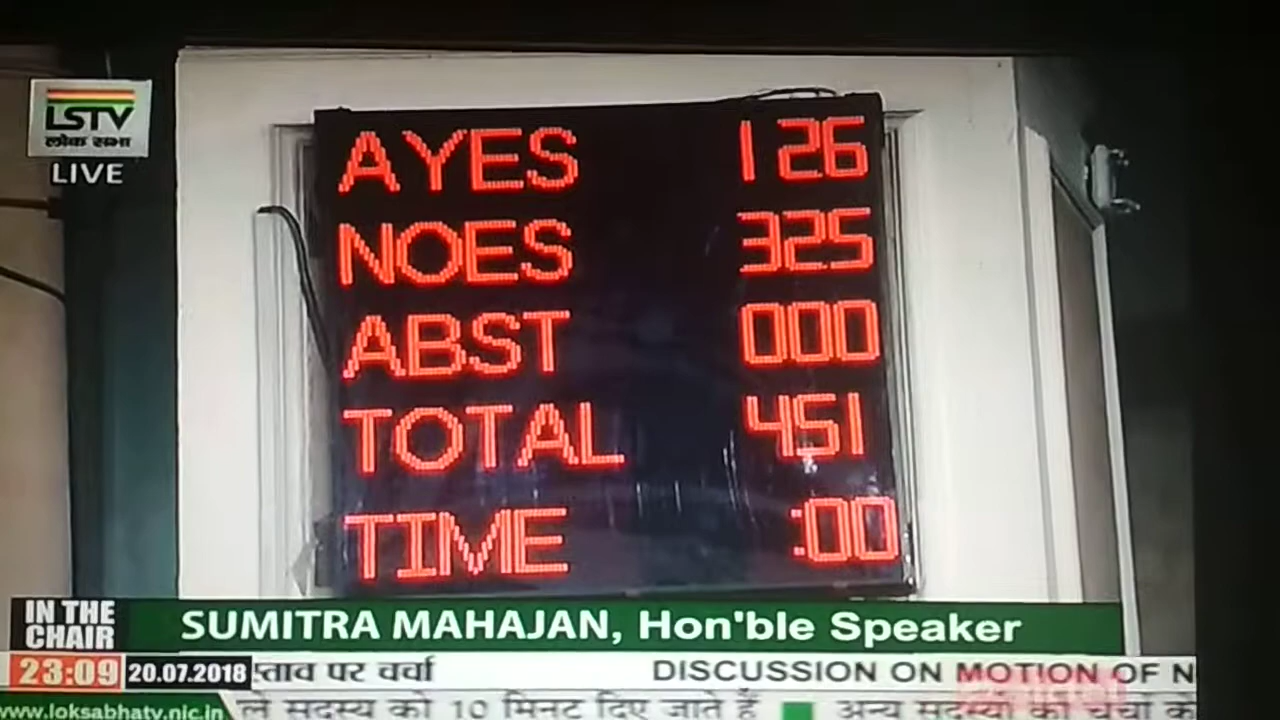 LSTV
लोक सभा
LIVE
AYES 126
NOES 325
ABST 000
TOTAL 451
TIME :00
IN THE CHAIR
SUMITRA MAHAJAN, Hon'ble Speaker
23:09 20.07.2018 स्ताव पर चर्चा DISCUSSION ON MOTION OF N
www.loksabhatv.nic.in ले सदस्य को 10 मिनट दिए जाते हैं अन्य सदस्यों को चर्चा क